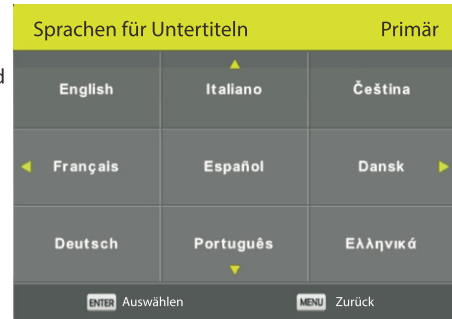 Sprachen für Untertiteln Primär
d
English Italiano Čeština
Français Español Dansk
Deutsch Português Ελληνικά
ENTER Auswählen MENU Zurück